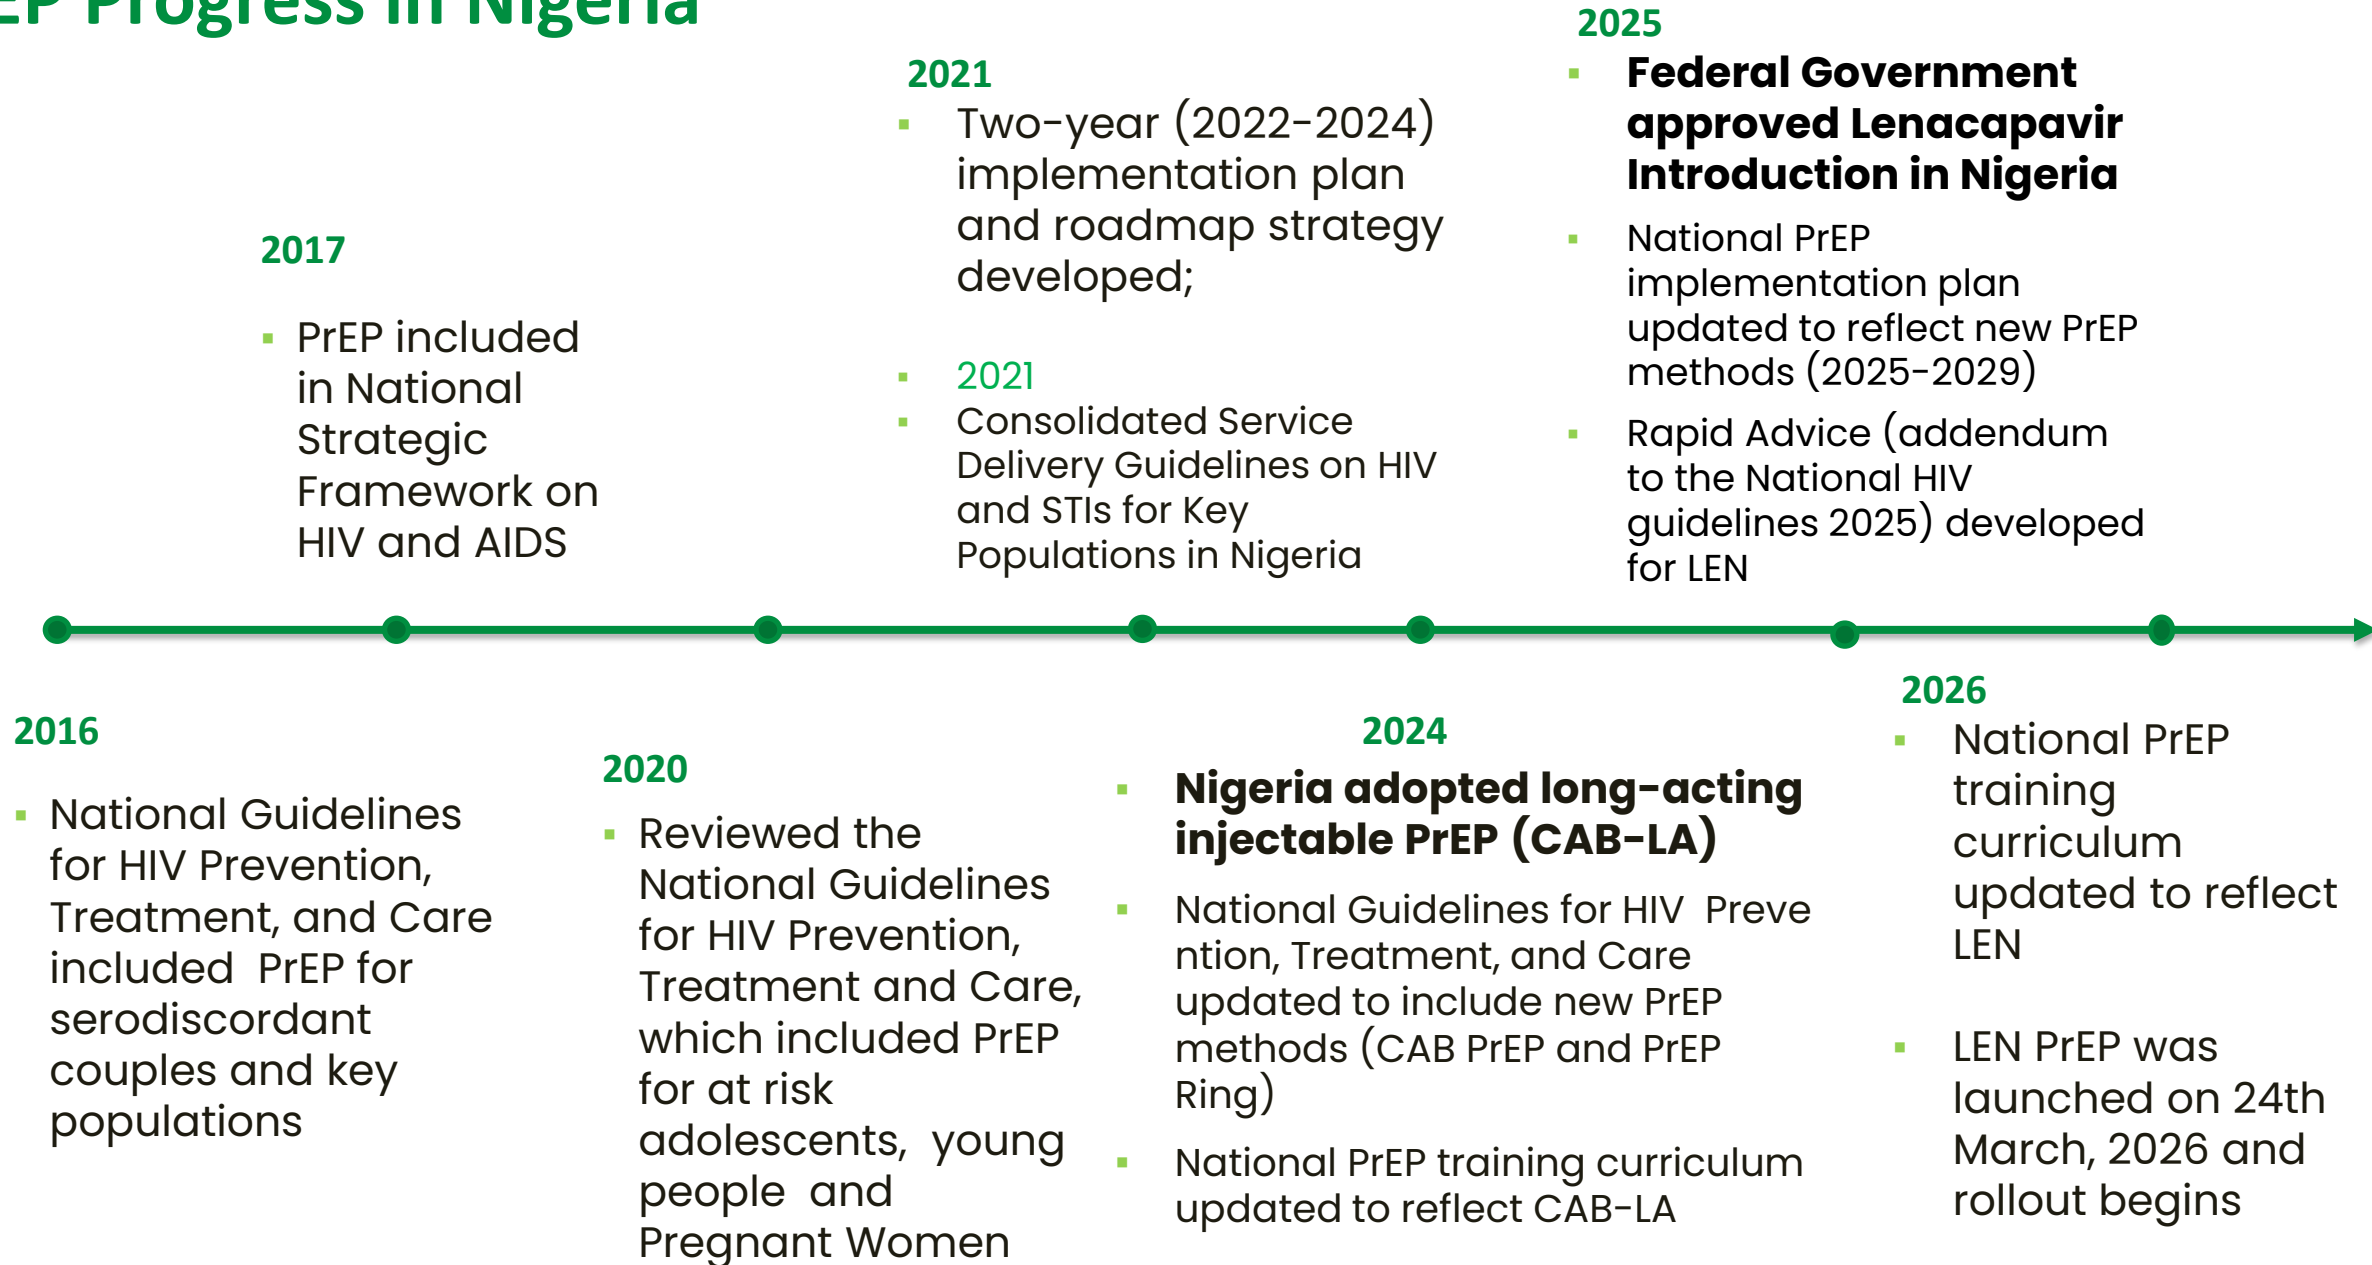 EP Progress in Nigeria
2016
National Guidelines
for HIV Prevention,
Treatment, and Care
included PrEP for
serodiscordant
couples and key
populations
2017
PrEP included
in National
Strategic
Framework on
HIV and AIDS
2020
Reviewed the
National Guidelines
for HIV Prevention,
Treatment and Care,
which included PrEP
for at risk
adolescents, young
people and
Pregnant Women
2021
Two-year (2022-2024)
implementation plan
and roadmap strategy
developed;
2021
Consolidated Service
Delivery Guidelines on HIV
and STIs for Key
Populations in Nigeria
2024
Nigeria adopted long-acting
injectable PrEP (CAB-LA)
National Guidelines for HIV Preve
ntion, Treatment, and Care
updated to include new PrEP
methods (CAB PrEP and PrEP
Ring)
National PrEP training curriculum
updated to reflect CAB-LA
2025
Federal Government
approved Lenacapavir
Introduction in Nigeria
National PrEP
implementation plan
updated to reflect new PrEP
methods (2025-2029)
Rapid Advice (addendum
to the National HIV
guidelines 2025) developed
for LEN
2026
National PrEP
training
curriculum
updated to reflect
LEN
LEN PrEP was
launched on 24th
March, 2026 and
rollout begins